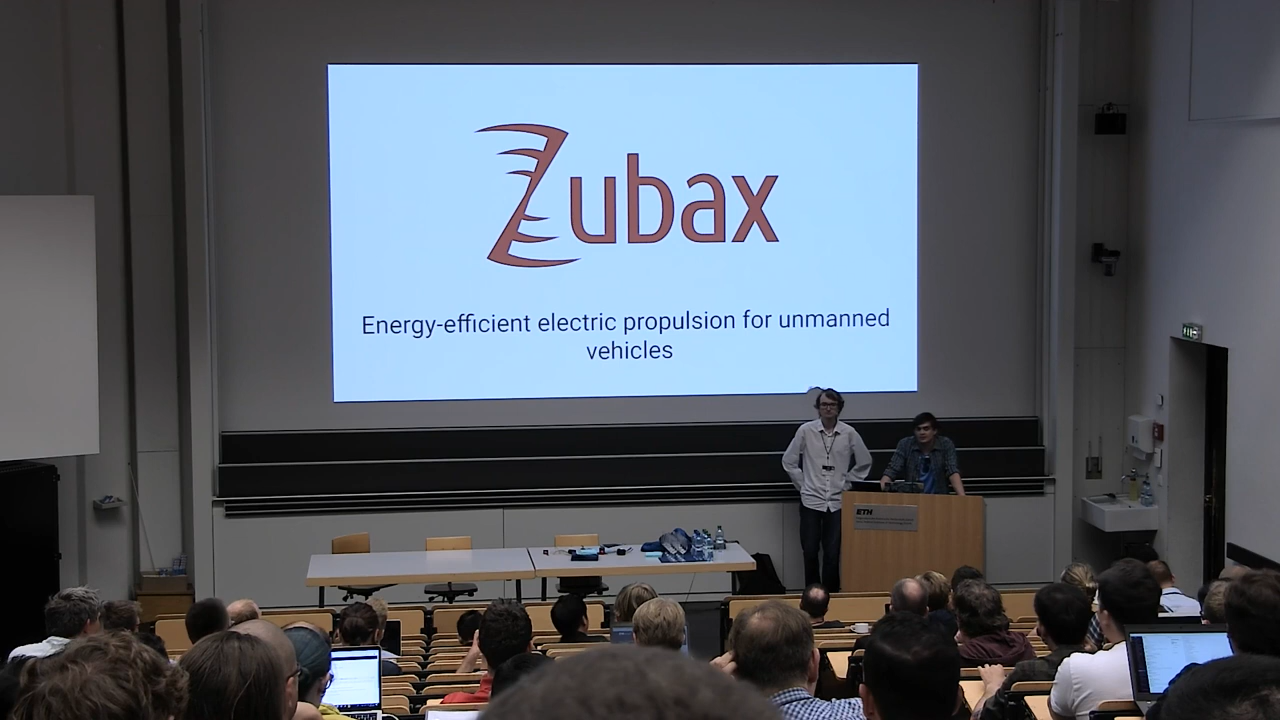 Zubax
Energy-efficient electric propulsion for unmanned
vehicles
ETH